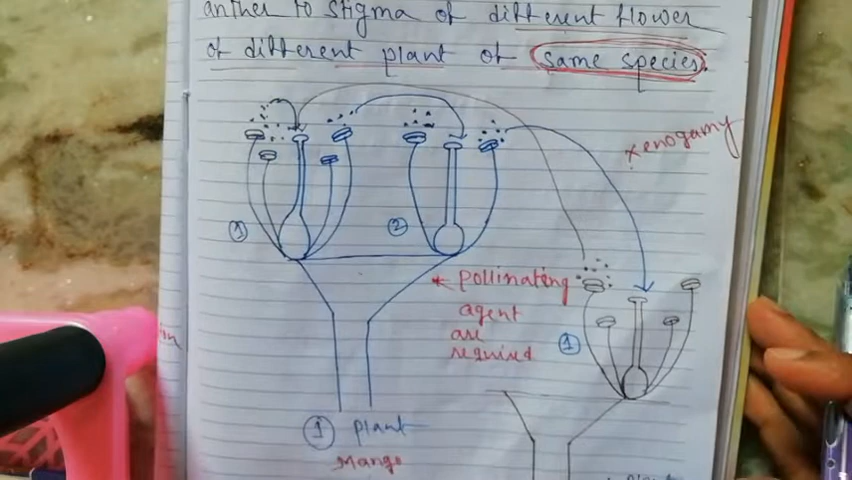 anther to stigma of different flower
of different plant of same species.
xenogamy
1
2
* pollinating
agent
are
required
1
1 plant
Mango
plant